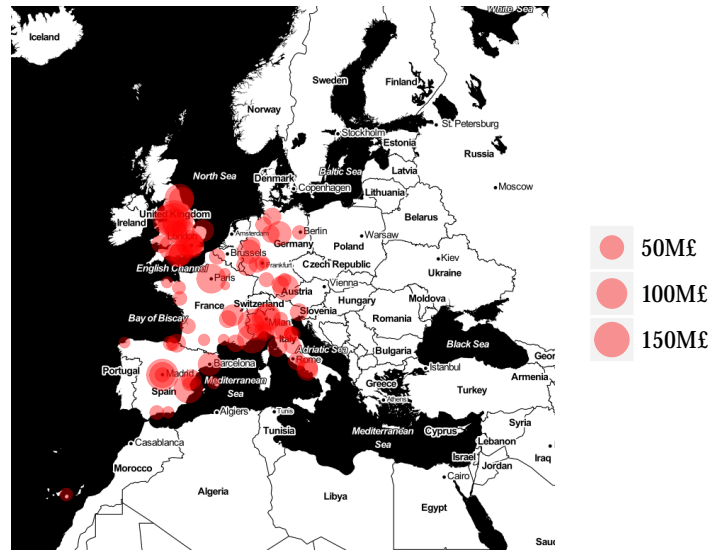 White Sea
Iceland
Sweden
Finland
Norway
Stockholm
St. Petersburg
Estonia
Russia
North Sea
Baltic Sea
Latvia
Denmark
Copenhagen
Lithuania
Moscow
United Kingdom
Ireland
Belarus
Amsterdam
Berlin
Warsaw
Germany
Poland
Brussels
Kiev
English Channel
Frankfurt
Czech Republic
Ukraine
Paris
Vienna
Austria
France
Switzerland
Hungary
Moldova
Slovenia
Bay of Biscay
Milan
Romania
Italy
Adriatic Sea
Black Sea
Bulgaria
Rome
Geor
Portugal
Barcelona
Istanbul
Armenia
Madrid
Mediterranean
Sea
Spain
Greece
Turkey
Athens
Algiers
Tunis
Syria
Casablanca
Tunisia
Mediterranean
Sea
Cyprus
Lebanon
Israel
Iraq
Morocco
Jordan
Cairo
Algeria
Libya
Egypt
Sauc
50M£
100M£
150M£